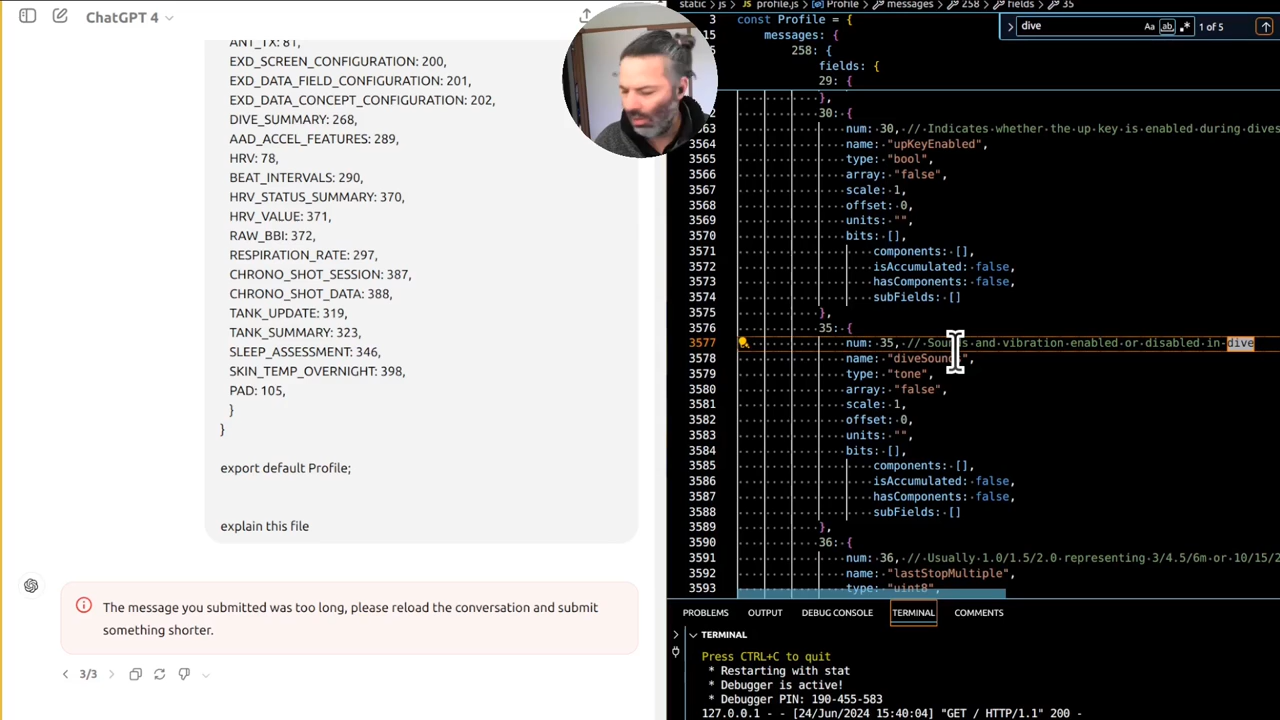 ChatGPT 4
ANT_TX: 81,
EXD_SCREEN_CONFIGURATION: 200,
EXD_DATA_FIELD_CONFIGURATION: 201,
EXD_DATA_CONCEPT_CONFIGURATION: 202,
DIVE_SUMMARY: 268,
AAD_ACCEL_FEATURES: 289,
HRV: 78,
BEAT_INTERVALS: 290,
HRV_STATUS_SUMMARY: 370,
HRV_VALUE: 371,
RAW_BBI: 372,
RESPIRATION_RATE: 297,
CHRONO_SHOT_SESSION: 387,
CHRONO_SHOT_DATA: 388,
TANK_UPDATE: 319,
TANK_SUMMARY: 323,
SLEEP_ASSESSMENT: 346,
SKIN_TEMP_OVERNIGHT: 398,
PAD: 105,
}
}
export default Profile;
explain this file
The message you submitted was too long, please reload the conversation and submit
something shorter.
3/3
static > js > JS profile.js > Profile > messages > 258 > fields > 35
3 const Profile = {
15 messages: {
258: {
fields: {
29: {
dive Aa ab .* 1 of 5
},
30: {
num: 30, // Indicates whether the up key is enabled during dives
3564 name: "upKeyEnabled",
3565 type: "bool",
3566 array: "false",
3567 scale: 1,
3568 offset: 0,
3569 units: "",
3570 bits: [],
3571 components: [],
3572 isAccumulated: false,
3573 hasComponents: false,
3574 subFields: []
3575 },
3576 35: {
3577 num: 35, // Sounds and vibration enabled or disabled in dive
3578 name: "diveSounds",
3579 type: "tone",
3580 array: "false",
3581 scale: 1,
3582 offset: 0,
3583 units: "",
3584 bits: [],
3585 components: [],
3586 isAccumulated: false,
3587 hasComponents: false,
3588 subFields: []
3589 },
3590 36: {
3591 num: 36, // Usually 1.0/1.5/2.0 representing 3/4.5/6m or 10/15/2
3592 name: "lastStopMultiple",
3593 type: "uint8",
PROBLEMS OUTPUT DEBUG CONSOLE TERMINAL COMMENTS
TERMINAL
Press CTRL+C to quit
* Restarting with stat
* Debugger is active!
* Debugger PIN: 190-455-583
127.0.0.1 - - [24/Jun/2024 15:40:04] "GET / HTTP/1.1" 200 -